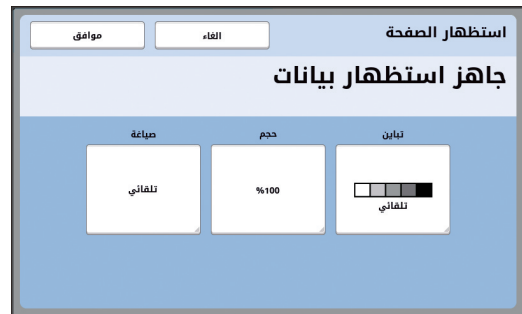 استظهار الصفحة
الغاء
موافق
جاهز استظهار بيانات
تباين
حجم
صياغة
تلقائي
%100
تلقائي